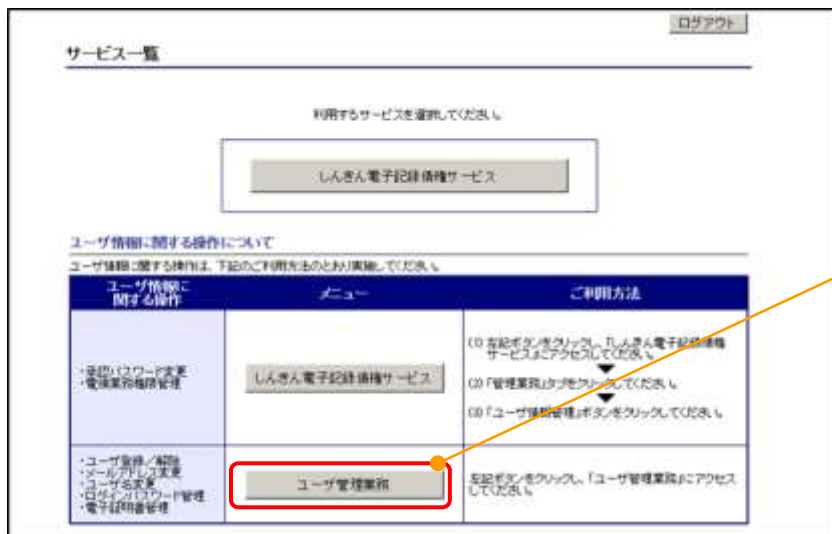 ログアウト
サービス一覧
利用するサービスを選択してください。
しんきん電子記録債権サービス
ユーザ情報に関する操作について
ユーザ情報に関する操作は、下記のご利用方法のとおり実施してください。
ユーザ情報に
関する操作
メニュー
ご利用方法
・承認パスワード変更
・電債業務権限管理
しんきん電子記録債権サービス
(1) 左記ボタンをクリックし、「しんきん電子記録債権
サービス」にアクセスしてください。
▼
(2) 「管理業務」タブをクリックしてください。
▼
(3) 「ユーザ情報管理」ボタンをクリックしてください。
・ユーザ登録/解除
・メールアドレス変更
・ユーザ名変更
・ログインパスワード管理
・電子証明書管理
ユーザ管理業務
左記ボタンをクリックし、「ユーザ管理業務」にアクセス
してください。